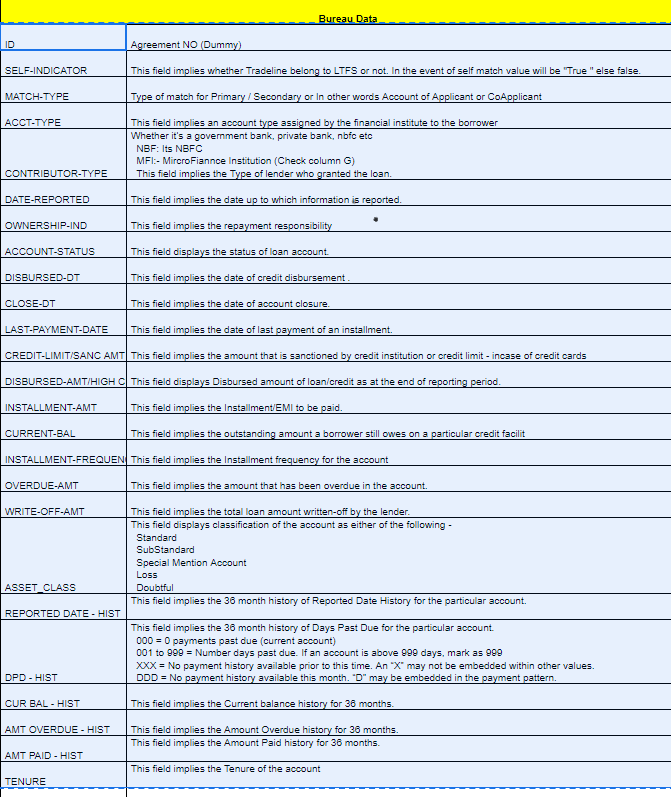 Bureau Data
ID Agreement NO (Dummy)
SELF-INDICATOR This field implies whether Tradeline belong to LTFS or not. In the event of self match value will be "True " else false.
MATCH-TYPE Type of match for Primary / Secondary or In other words Account of Applicant or CoApplicant
ACCT-TYPE This field implies an account type assigned by the financial institute to the borrower
Whether it's a government bank, private bank, nbfc etc
NBF: Its NBFC
MFI:- MircroFiannce Institution (Check column G)
CONTRIBUTOR-TYPE This field implies the Type of lender who granted the loan.
DATE-REPORTED This field implies the date up to which information is reported.
OWNERSHIP-IND This field implies the repayment responsibility
ACCOUNT-STATUS This field displays the status of loan account.
DISBURSED-DT This field implies the date of credit disbursement .
CLOSE-DT This field implies the date of account closure.
LAST-PAYMENT-DATE This field implies the date of last payment of an installment.
CREDIT-LIMIT/SANC AMT This field implies the amount that is sanctioned by credit institution or credit limit - incase of credit cards
DISBURSED-AMT/HIGH C This field displays Disbursed amount of loan/credit as at the end of reporting period.
INSTALLMENT-AMT This field implies the Installment/EMI to be paid.
CURRENT-BAL This field implies the outstanding amount a borrower still owes on a particular credit facilit
INSTALLMENT-FREQUEN This field implies the Installment frequency for the account
OVERDUE-AMT This field implies the amount that has been overdue in the account.
WRITE-OFF-AMT This field implies the total loan amount written-off by the lender.
This field displays classification of the account as either of the following -
Standard
SubStandard
Special Mention Account
Loss
ASSET_CLASS Doubtful
This field implies the 36 month history of Reported Date History for the particular account.
REPORTED DATE - HIST
This field implies the 36 month history of Days Past Due for the particular account.
000 = 0 payments past due (current account)
001 to 999 = Number days past due. If an account is above 999 days, mark as 999
XXX = No payment history available prior to this time. An "X" may not be embedded within other values.
DPD - HIST DDD = No payment history available this month. "D" may be embedded in the payment pattern.
CUR BAL - HIST This field implies the Current balance history for 36 months.
AMT OVERDUE - HIST This field implies the Amount Overdue history for 36 months.
This field implies the Amount Paid history for 36 months.
AMT PAID - HIST
This field implies the Tenure of the account
TENURE